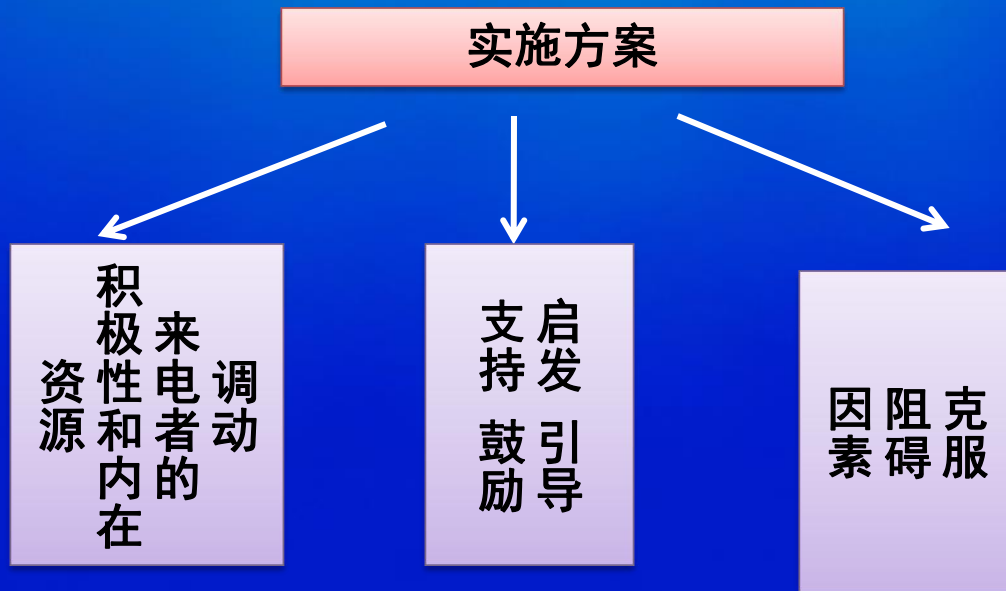 实施方案
调动
来电者的
积极性和内在
资源
启发 引导
支持 鼓励
克服
阻碍
因素